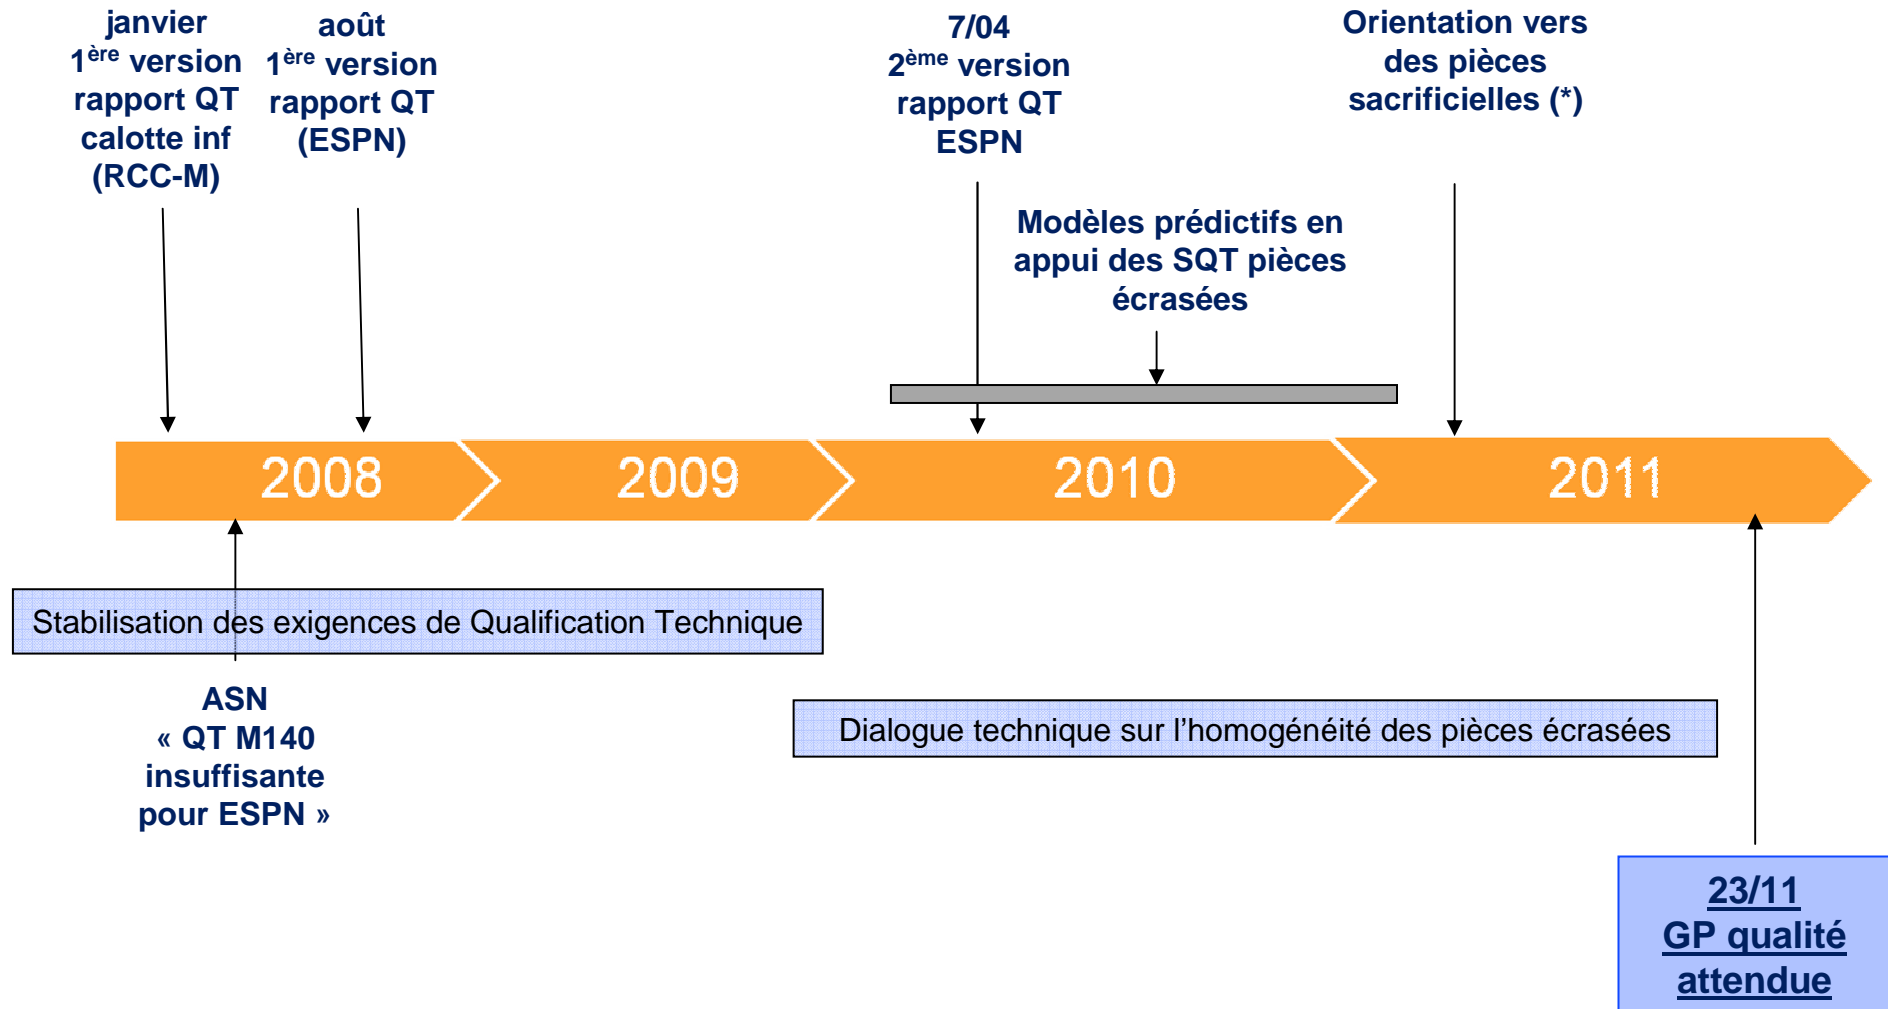 janvier
1ère version
rapport QT
calotte inf
(RCC-M)
août
1ère version
rapport QT
(ESPN)
7/04
2ème version
rapport QT
ESPN
Orientation vers
des pièces
sacrificielles (*)
Modèles prédictifs en
appui des SQT pièces
écrasées
2008
2009
2010
2011
Stabilisation des exigences de Qualification Technique
ASN
« QT M140
insuffisante
pour ESPN »
Dialogue technique sur l’homogénéité des pièces écrasées
23/11
GP qualité
attendue